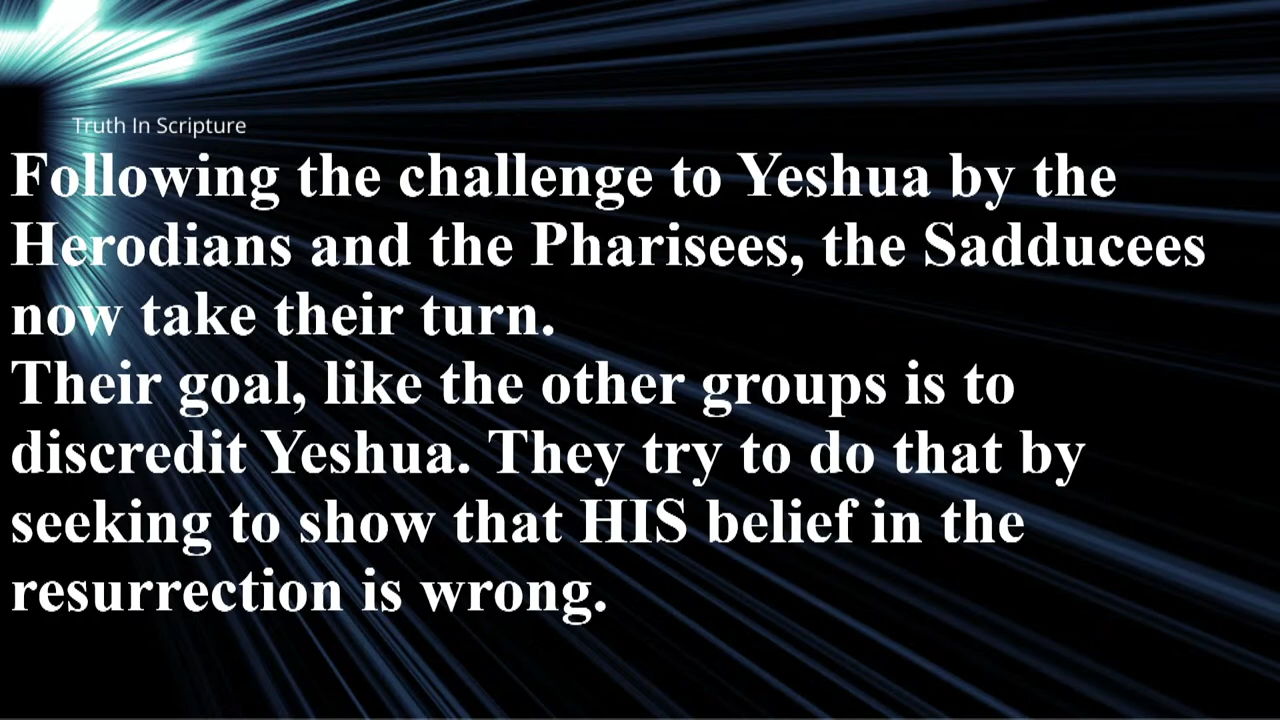 Truth In Scripture
Following the challenge to Yeshua by the
Herodians and the Pharisees, the Sadducees
now take their turn.
Their goal, like the other groups is to
discredit Yeshua. They try to do that by
seeking to show that HIS belief in the
resurrection is wrong.